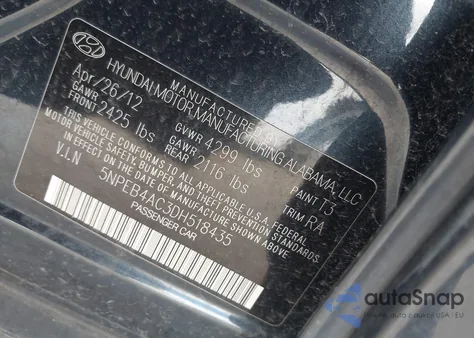 MANUFACTURED BY
HYUNDAI MOTOR MANUFACTURING ALABAMA, LLC
Apr/26/12 GVWR 4299 lbs
GAWR FRONT 2425 lbs GAWR REAR 2116 lbs PAINT T3
THIS VEHICLE CONFORMS TO ALL APPLICABLE U.S.A. FEDERAL TRIM RA
MOTOR VEHICLE SAFETY, BUMPER, AND THEFT PREVENTION STANDARDS
IN EFFECT ON THE DATE OF MANUFACTURE SHOWN ABOVE.
V.I.N 5NPEB4AC3DH518435
PASSENGER CAR
autoSnap